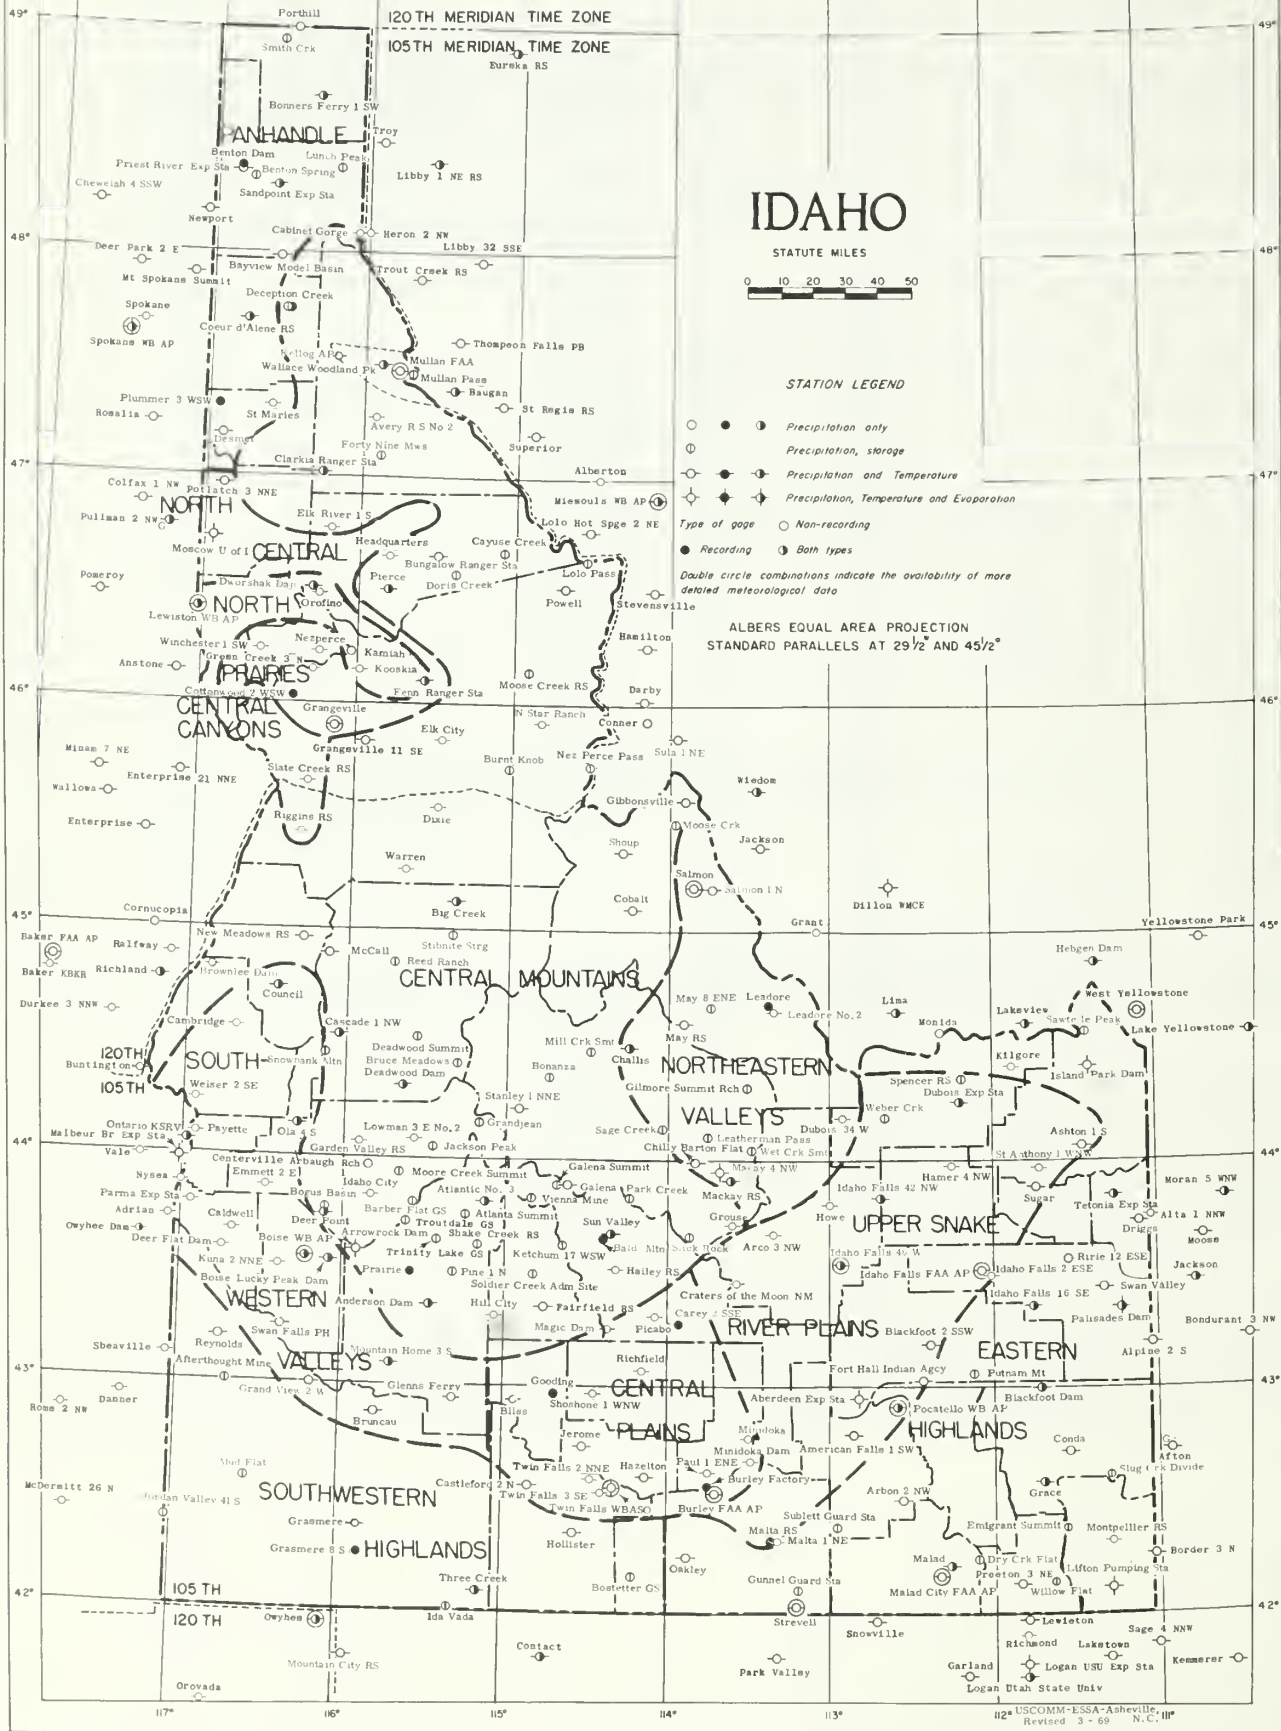 49°
Porthill
120 TH MERIDIAN TIME ZONE
49°
Smith Crk
105TH MERIDIAN TIME ZONE
Eureka RS
Bonners Ferry 1 SW
ANHANDLE
Troy
Benton Dam
Lunch Peak
Priest River Exp Sta
Benton Spring
Libby 1 NE RS
Cheweish 4 SSW
Sandpoint Exp Sta
Newport
IDAHO
STATUTE MILES
0 10 20 30 40 50
48°
Cabinet Gorge
Heron 2 NW
48°
Deer Park 2 E
Libby 32 SSE
Bayview Model Basin
Trout Creek RS
Mt Spokane Summit
Deception Creek
Spokane
Coeur d'Alene RS
Spokane WB AP
Thompson Falls PB
Kellog AP
Mullan FAA
Wallace Woodland Pk
Mullan Pass
STATION LEGEND
Plummer 3 WSW
Baugan
Rosalia
St Maries
St Regis RS
Avery R S No 2
Precipitation only
Desmet
Forty Nine Mws
Superior
Precipitation, storage
47°
Clarkia Ranger Sta
Alberton
Precipitation and Temperature
47°
Colfax 1 NW
Potlatch 3 NNE
Missouls WB AP
Precipitation, Temperature and Evaporation
NORTH
Elk River 1 S
Pullman 2 NW
Lolo Hot Spgs 2 NE
Type of gage
Non-recording
Moscow U of I
CENTRAL
Headquarters
Cayuse Creek
Recording
Both types
Bungalow Ranger Sta
Pomeroy
Dworshak Dam
Pierce
Doris Creek
Lolo Pass
Double circle combinations indicate the availability of more
detailed meteorological data
NORTH
Orofino
Powell
Stevensville
Lewiston WB AP
ALBERS EQUAL AREA PROJECTION
STANDARD PARALLELS AT 29 1/2° AND 45 1/2°
Winchester 1 SW
Nezperce
Hamilton
Green Creek 3 N
Kamiah
Anstone
PRAIRIES
Kooskia
Cottonwood 2 WSW
Fenn Ranger Sta
Moose Creek RS
46°
Darby
46°
CENTRAL
CANYONS
Grangeville
N Star Ranch
Conner
Elk City
Minam 7 NE
Grangeville 11 SE
Burnt Knob
Nez Perce Pass
Sula 1 NE
Enterprise 21 NNE
Slate Creek RS
Wallowa
Wisdom
Gibbonsville
Enterprise
Riggins RS
Dixie
Moose Crk
Shoup
Jackson
Warren
Salmon
Salmon 1 N
Cobalt
Dillon WMCE
45°
Cornucopia
Big Creek
Grant
Yellowstone Park
45°
Baker FAA AP
Halfway
New Meadows RS
McCall
Stibnite Strg
Hebgen Dam
Baker KBKR
Richland
Brownlee Dam
Reed Ranch
CENTRAL MOUNTAINS
Council
West Yellowstone
Durkee 3 NNW
May 8 ENE
Leadore
Lima
Cambridge
Cascade 1 NW
Leadore No. 2
Lakeview
Sawtelle Peak
May RS
Monida
Lake Yellowstone
120TH
SOUTH
Snowbank Mtn
Deadwood Summit
Mill Crk Smt
Challis
Kilgore
Huntington
Bruce Meadows
Bonanza
NORTHEASTERN
Island Park Dam
105TH
Weiser 2 SE
Deadwood Dam
Gilmore Summit Rch
Spencer RS
Stanley 1 NNE
Dubois Exp Sta
VALLEYS
Weber Crk
Ontario KSRV
Payette
Ola 4 S
Lowman 3 E No. 2
Grandjean
Sage Creek
Dubois 34 W
Ashton 1 S
Malheur Br Exp Sta
44°
Vale
Garden Valley RS
Jackson Peak
Leatherman Pass
44°
Chilly Barton Flat
Wet Crk Smt
St Anthony 1 WNW
Centerville Arbaugh Rch
Nyssa
Emmett 2 E
Idaho City
Moore Creek Summit
Galena Summit
Mackay 4 NW
Hamer 4 NW
Moran 5 WNW
Parma Exp Sta
Bogus Basin
Atlantic No. 3
Galena
Park Creek
Mackay RS
Idaho Falls 42 NW
Sugar
Adrian
Barber Flat GS
Vienna Mine
Tetonia Exp Sta
Caldwell
Deer Point
Atlanta Summit
Howe
Alta 1 NNW
Owyhee Dam
Troutdale GS
Sun Valley
Grouse
UPPER SNAKE
Driggs
Boise WB AP
Arrowrock Dam
Shake Creek RS
Moose
Deer Flat Dam
Bald Mtn
Arco 3 NW
Kuna 2 NNE
Trinity Lake GS
Ketchum 17 WSW
Idaho Falls 46 W
Ririe 12 ESE
Prairie
Pine 1 N
Hailey RS
Idaho Falls FAA AP
Idaho Falls 2 ESE
Jackson
Boise Lucky Peak Dam
Soldier Creek Adm Site
Craters of the Moon NM
Swan Valley
WESTERN
Anderson Dam
Hill City
Fairfield RS
Carey 2 SSE
Idaho Falls 16 SE
Swan Falls PH
Magic Dam
Picabo
RIVER PLAINS
Blackfoot 2 SSW
Palisades Dam
Bondurant 3 NW
Sheaville
Reynolds
Mountain Home 3 S
EASTERN
43°
VALLEYS
Richfield
Alpine 2 S
Afterthought Mine
Fort Hall Indian Agcy
Putnam Mt
43°
Danner
Grand View 2 W
Glenns Ferry
Gooding
CENTRAL
Aberdeen Exp Sta
Blackfoot Dam
Rome 2 NW
Shoshone 1 WNW
Pocatello WB AP
Bruneau
Bliss
Minidoka
HIGHLANDS
Jerome
PLAINS
Minidoka Dam
American Falls 1 SW
Conda
Afton
Mud Flat
Twin Falls 2 NNE
Hazelton
Paul 1 ENE
Slug Crk Divide
McDermitt 26 N
Castleford 2 N
Burley Factory
Grace
Jordan Valley 41 S
SOUTHWESTERN
Twin Falls 3 SE
Twin Falls WBASO
Burley FAA AP
Arbon 2 NW
Sublett Guard Sta
Grasmere
Malta RS
Emigrant Summit
Montpelier RS
Grasmere 8 S
HIGHLANDS
Hollister
Malta 1 NE
Border 3 N
Oakley
Malad
Dry Crk Flat
42°
Three Creek
Bostetter GS
Gunnel Guard Sta
Preston 3 NE
Lifton Pumping Sta
105 TH
Malad City FAA AP
Willow Flat
42°
120 TH
Owyhee
Ida Vada
Strevell
Lewiston
Snowville
Sage 4 NNW
Contact
Richmond
Laketown
Mountain City RS
Park Valley
Garland
Logan USU Exp Sta
Kemmerer
Orovada
Logan Utah State Univ
117°
116°
115°
114°
113°
112°
111°
USCOMM-ESSA-Asheville, N.C.
Revised 3 - 69